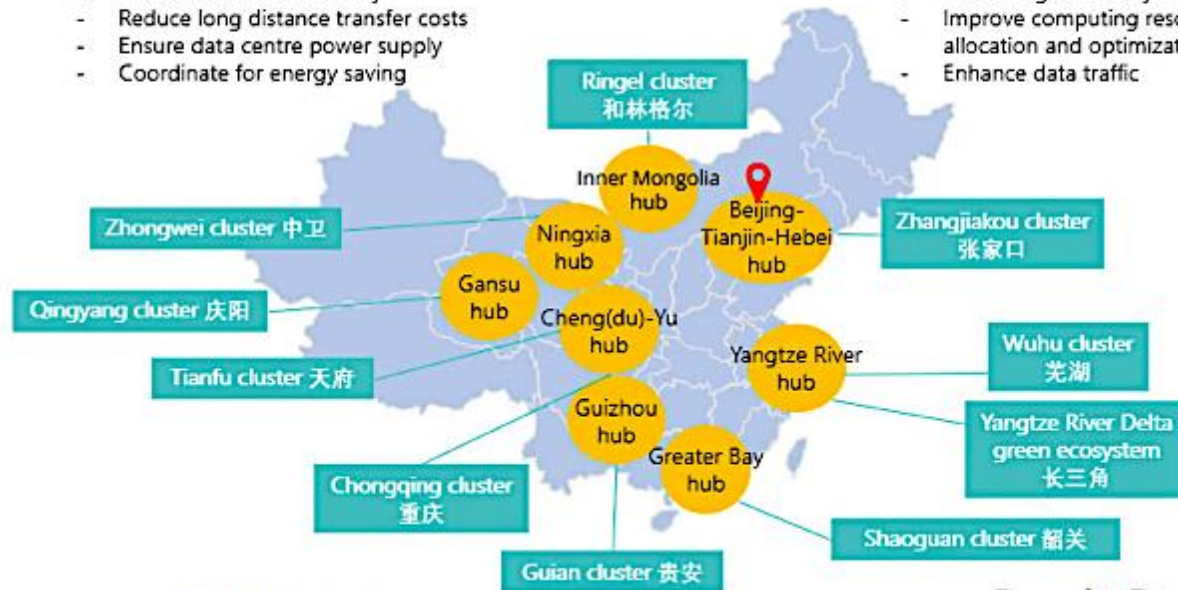 - Reduce long distance transfer costs
- Ensure data centre power supply
- Coordinate for energy saving
- Improve computing
allocation and
- Enhance data traffic
Ringel cluster
和林格尔
Inner Mongolia
hub
Beijing-
Tianjin-Hebei
hub
Zhangjiakou cluster
张家口
Zhongwei cluster 中卫
Ningxia
hub
Qingyang cluster 庆阳
Gansu
hub
Cheng(du)-Yu
hub
Tianfu cluster 天府
Yangtze River
hub
Wuhu cluster
芜湖
Yangtze River Delta
green ecosystem
长三角
Guizhou
hub
Greater Bay
hub
Chongqing cluster
重庆
Shaoguan cluster 韶关
Guian cluster 贵安